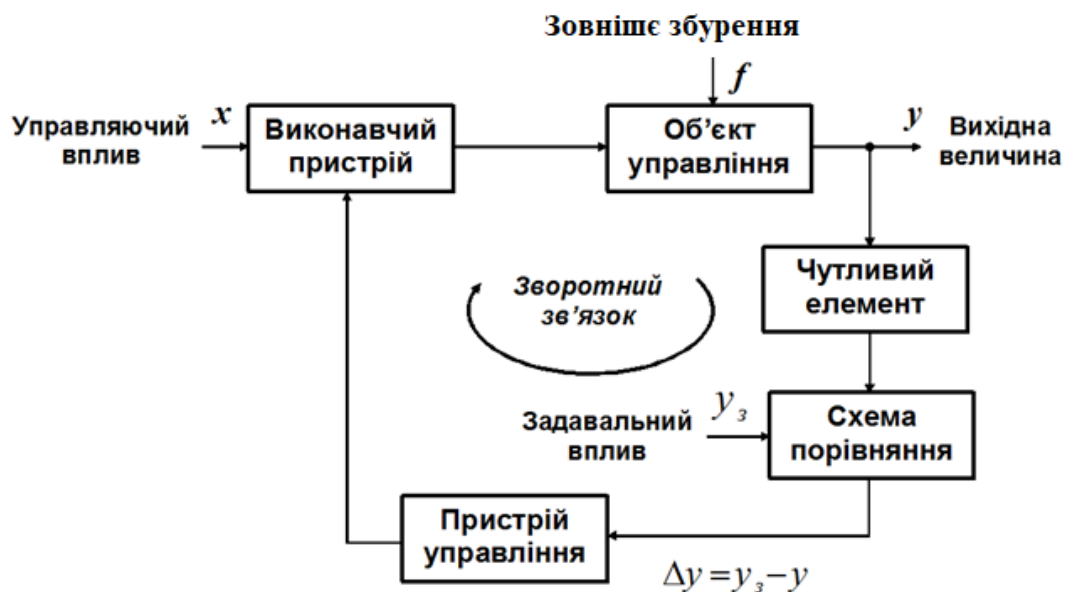 Зовнішє збурення
f
Управляючий
вплив
x
Виконавчий
пристрій
Об’єкт
управління
y
Вихідна
величина
Чутливий
елемент
Зворотний
зв’язок
Задавальний
вплив
y_з
Схема
порівняння
Пристрій
управління
Δy = y_з − y